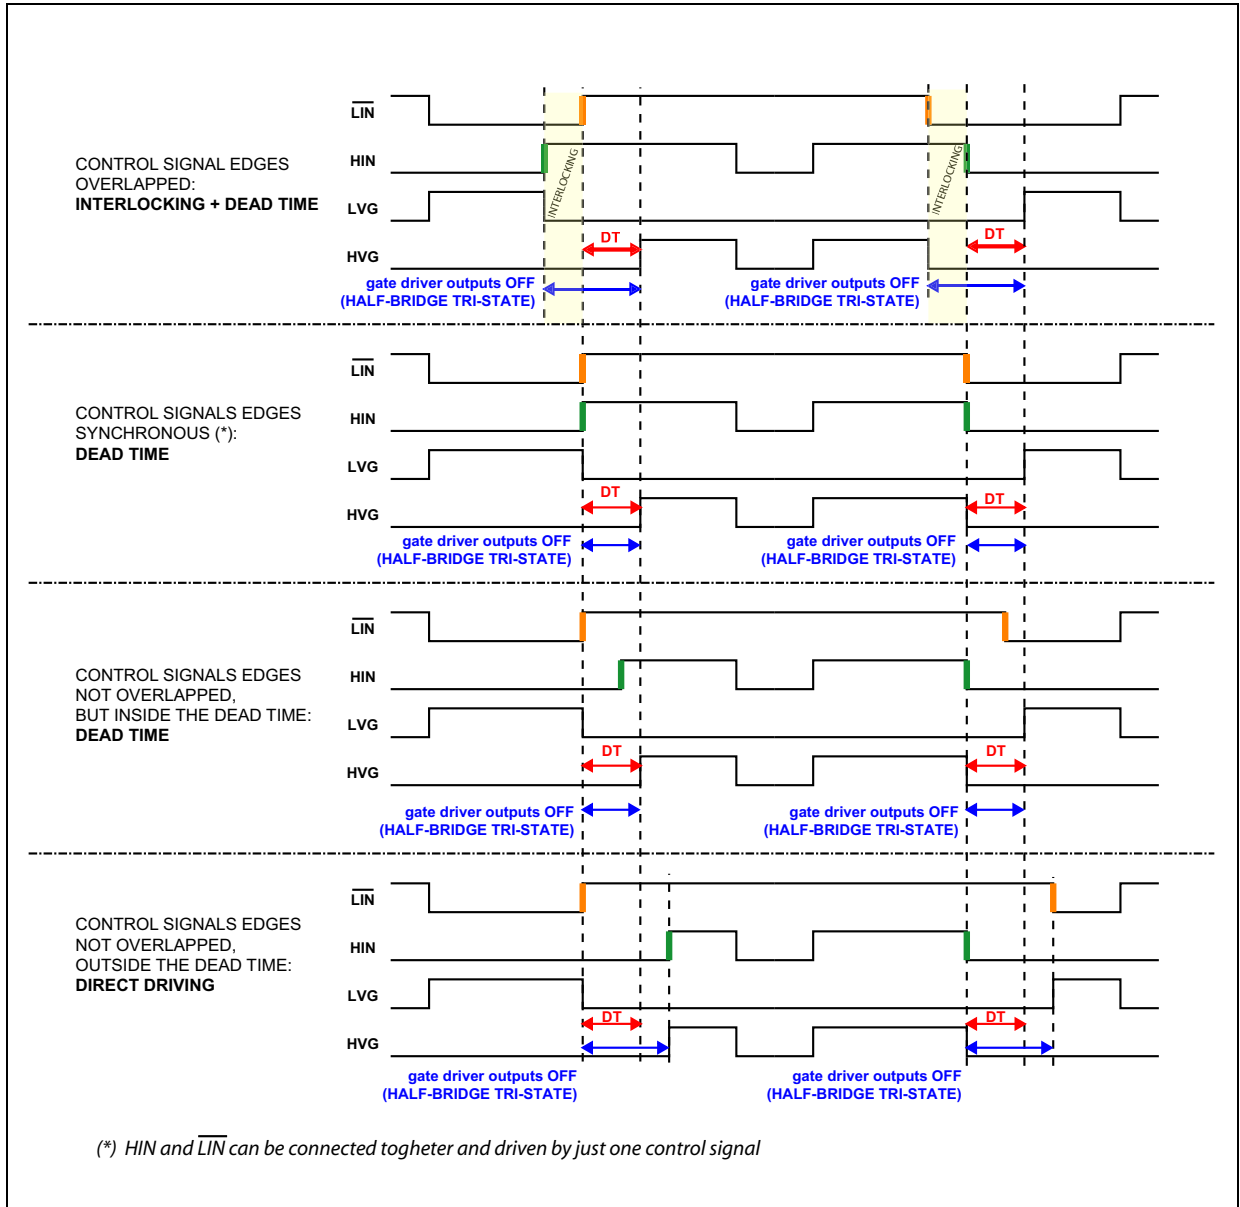 LIN
HIN
LVG
HVG
CONTROL SIGNAL EDGES
OVERLAPPED:
INTERLOCKING + DEAD TIME
INTERLOCKING
INTERLOCKING
DT
DT
gate driver outputs OFF
(HALF-BRIDGE TRI-STATE)
gate driver outputs OFF
(HALF-BRIDGE TRI-STATE)
LIN
HIN
LVG
HVG
CONTROL SIGNALS EDGES
SYNCHRONOUS (*):
DEAD TIME
DT
DT
gate driver outputs OFF
(HALF-BRIDGE TRI-STATE)
gate driver outputs OFF
(HALF-BRIDGE TRI-STATE)
LIN
HIN
LVG
HVG
CONTROL SIGNALS EDGES
NOT OVERLAPPED,
BUT INSIDE THE DEAD TIME:
DEAD TIME
DT
DT
gate driver outputs OFF
(HALF-BRIDGE TRI-STATE)
gate driver outputs OFF
(HALF-BRIDGE TRI-STATE)
LIN
HIN
LVG
HVG
CONTROL SIGNALS EDGES
NOT OVERLAPPED,
OUTSIDE THE DEAD TIME:
DIRECT DRIVING
DT
DT
gate driver outputs OFF
(HALF-BRIDGE TRI-STATE)
gate driver outputs OFF
(HALF-BRIDGE TRI-STATE)
(*) HIN and LIN can be connected togheter and driven by just one control signal